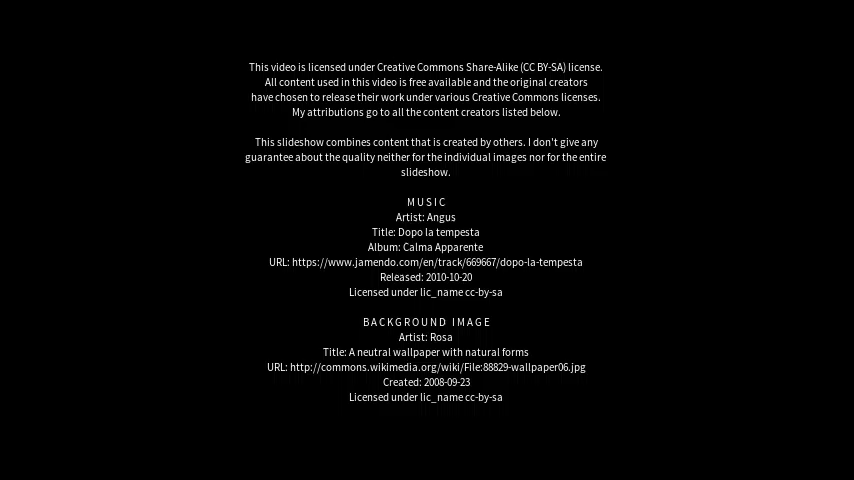 This video is licensed under Creative Commons Share-Alike (CC BY-SA) license.
All content used in this video is free available and the original creators
have chosen to release their work under various Creative Commons licenses.
My attributions go to all the content creators listed below.
This slideshow combines content that is created by others. I don't give any
guarantee about the quality neither for the individual images nor for the entire
slideshow.
MUSIC
Artist: Angus
Title: Dopo la tempesta
Album: Calma Apparente
URL: https://www.jamendo.com/en/track/669667/dopo-la-tempesta
Released: 2010-10-20
Licensed under lic_name cc-by-sa
BACKGROUND IMAGE
Artist: Rosa
Title: A neutral wallpaper with natural forms
URL: http://commons.wikimedia.org/wiki/File:88829-wallpaper06.jpg
Created: 2008-09-23
Licensed under lic_name cc-by-sa